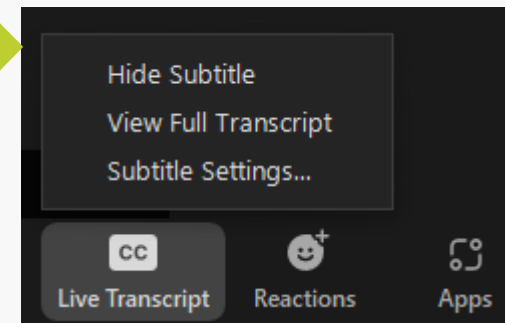 Hide Subtitle
View Full Transcript
Subtitle Settings...
CC
Live Transcript Reactions Apps